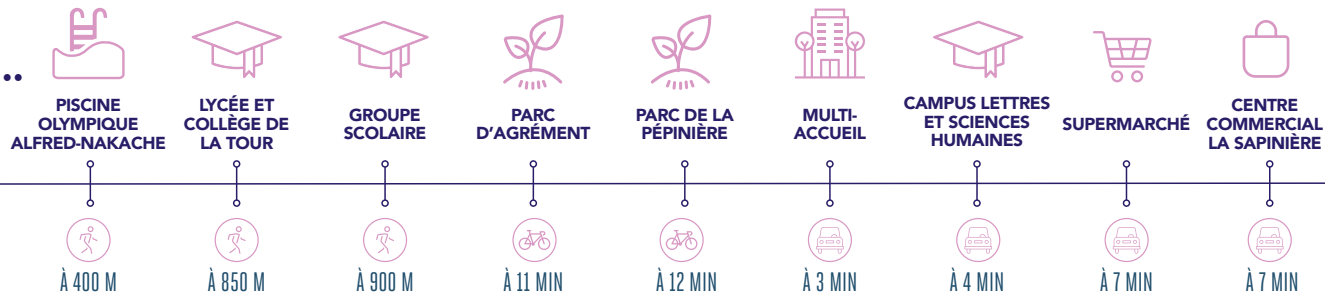 ..
PISCINE
OLYMPIQUE
ALFRED-NAKACHE
LYCÉE ET
COLLÈGE DE
LA TOUR
GROUPE
SCOLAIRE
PARC
D’AGRÉMENT
PARC DE LA
PÉPINIÈRE
MULTI-
ACCUEIL
CAMPUS LETTRES
ET SCIENCES
HUMAINES
SUPERMARCHÉ
CENTRE
COMMERCIAL
LA SAPINIÈRE
À 400 M
À 850 M
À 900 M
À 11 MIN
À 12 MIN
À 3 MIN
À 4 MIN
À 7 MIN
À 7 MIN